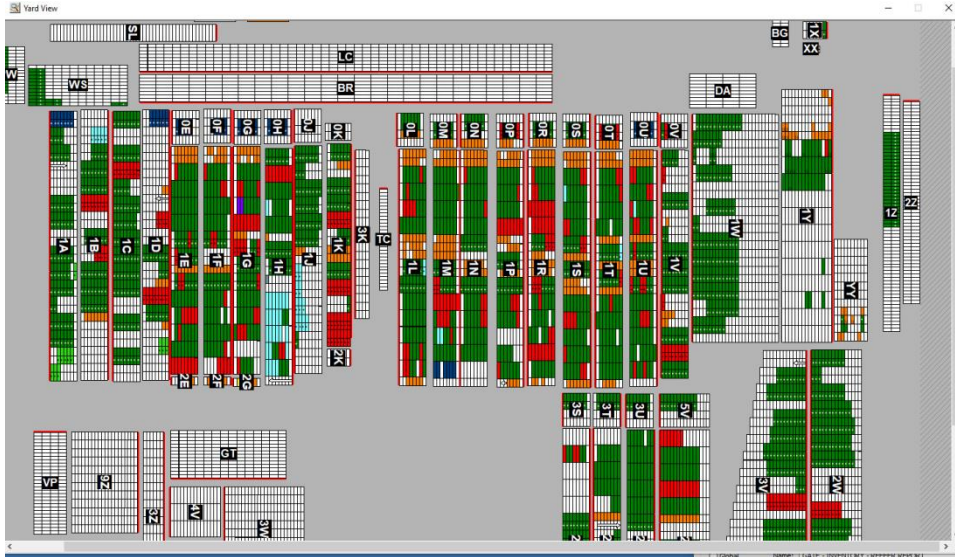 Yard View
SL
BG
1X
XX
W
WS
LC
BR
DA
0E
0F
0G
0H
0J
0K
0L
0M
0N
0P
0R
0S
0T
0U
0V
1A
1B
1C
1D
1E
1F
1G
1H
1J
1K
3K
TC
1L
1M
1N
1P
1R
1S
1T
1U
1V
1W
1Y
YY
1Z
2Z
2E
2F
2G
2K
3S
3T
3U
5V
3V
2W
VP
9Z
3Z
GT
4V
3W